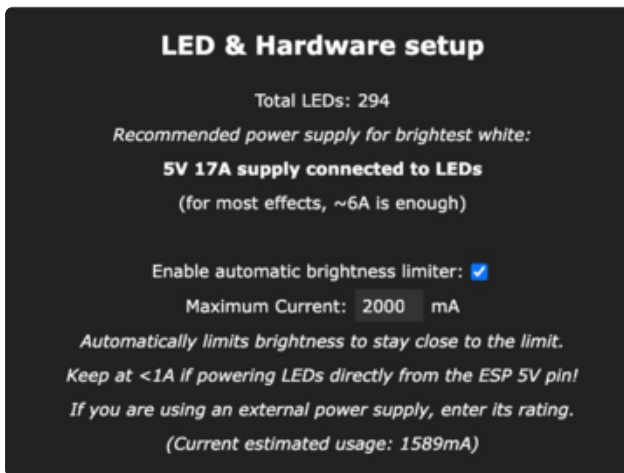 LED & Hardware setup
Total LEDs: 294
Recommended power supply for brightest white:
5V 17A supply connected to LEDs
(for most effects, ~6A is enough)
Enable automatic brightness limiter:
Maximum Current: 2000 mA
Automatically limits brightness to stay close to the limit.
Keep at <1A if powering LEDs directly from the ESP 5V pin!
If you are using an external power supply, enter its rating.
(Current estimated usage: 1589mA)